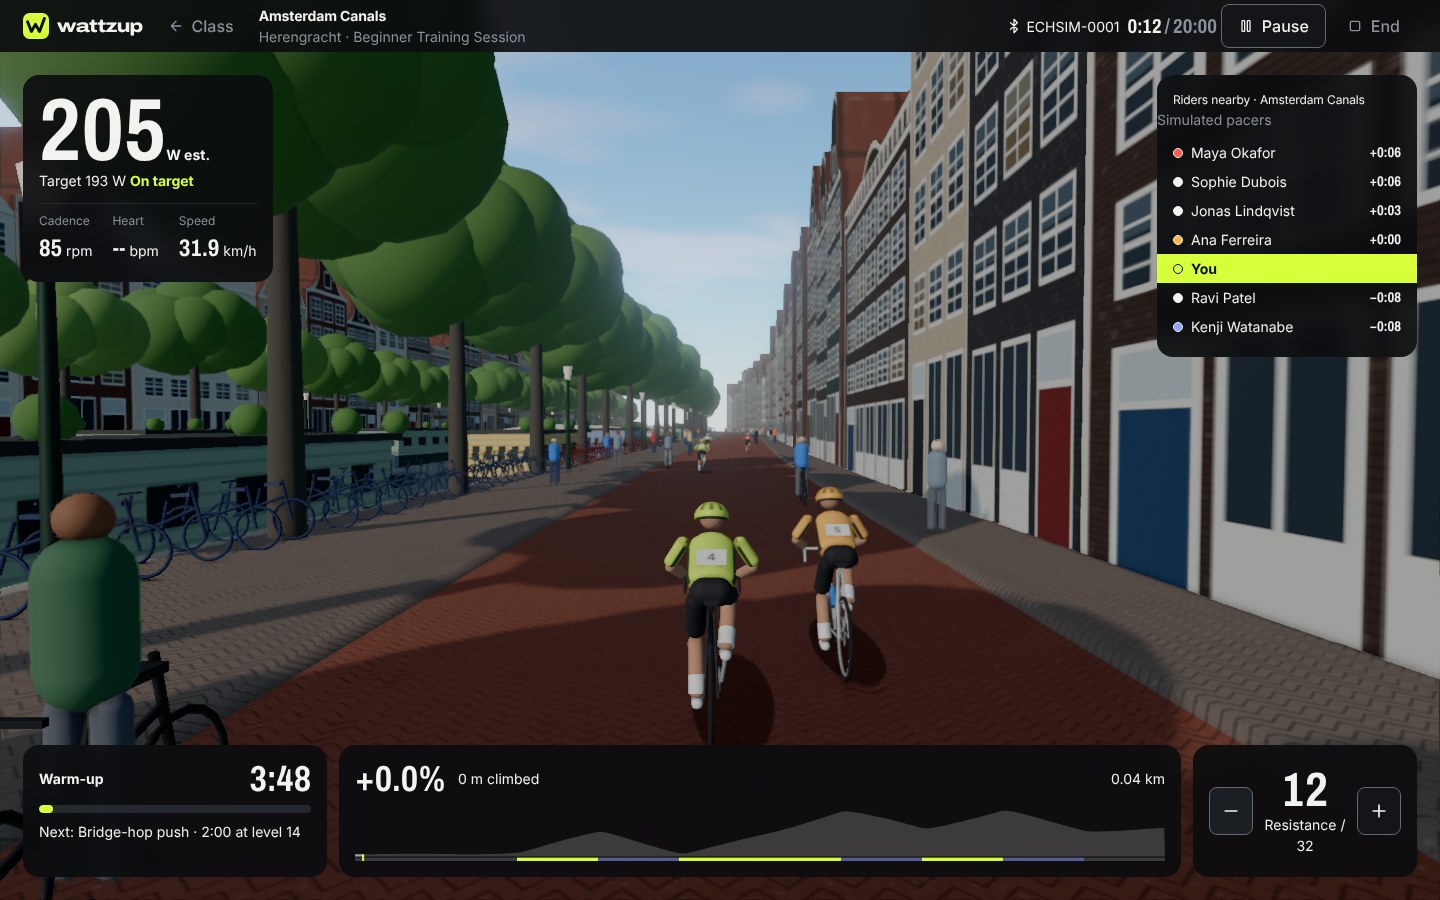 wattzup
Class
Amsterdam Canals
Herengracht · Beginner Training Session
ECHSIM-0001 0:12 / 20:00
Pause
End
205 W est.
Target 193 W On target
Cadence Heart Speed
85 rpm -- bpm 31.9 km/h
Riders nearby · Amsterdam Canals
Simulated pacers
Maya Okafor +0:06
Sophie Dubois +0:06
Jonas Lindqvist +0:03
Ana Ferreira +0:00
You
Ravi Patel −0:08
Kenji Watanabe −0:08
4
5
Warm-up 3:48
Next: Bridge-hop push · 2:00 at level 14
+0.0% 0 m climbed 0.04 km
12
Resistance /
32